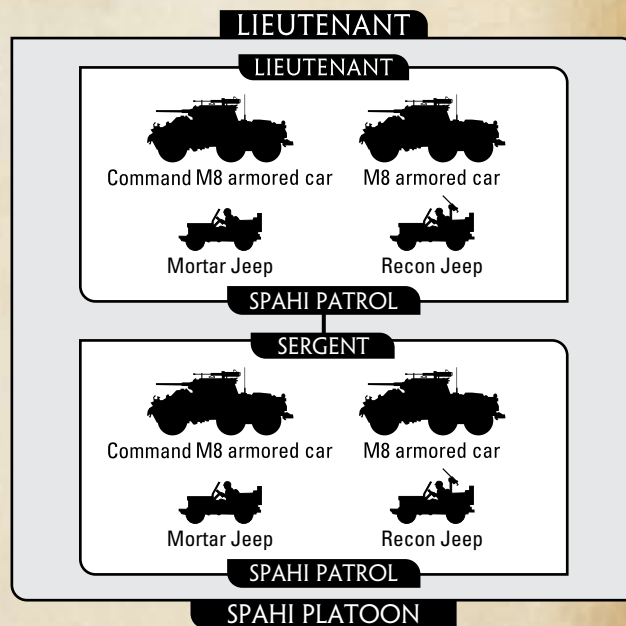 LIEUTENANT
LIEUTENANT
Command M8 armored car M8 armored car
Mortar Jeep Recon Jeep
SPAHI PATROL
SERGENT
Command M8 armored car M8 armored car
Mortar Jeep Recon Jeep
SPAHI PATROL
SPAHI PLATOON